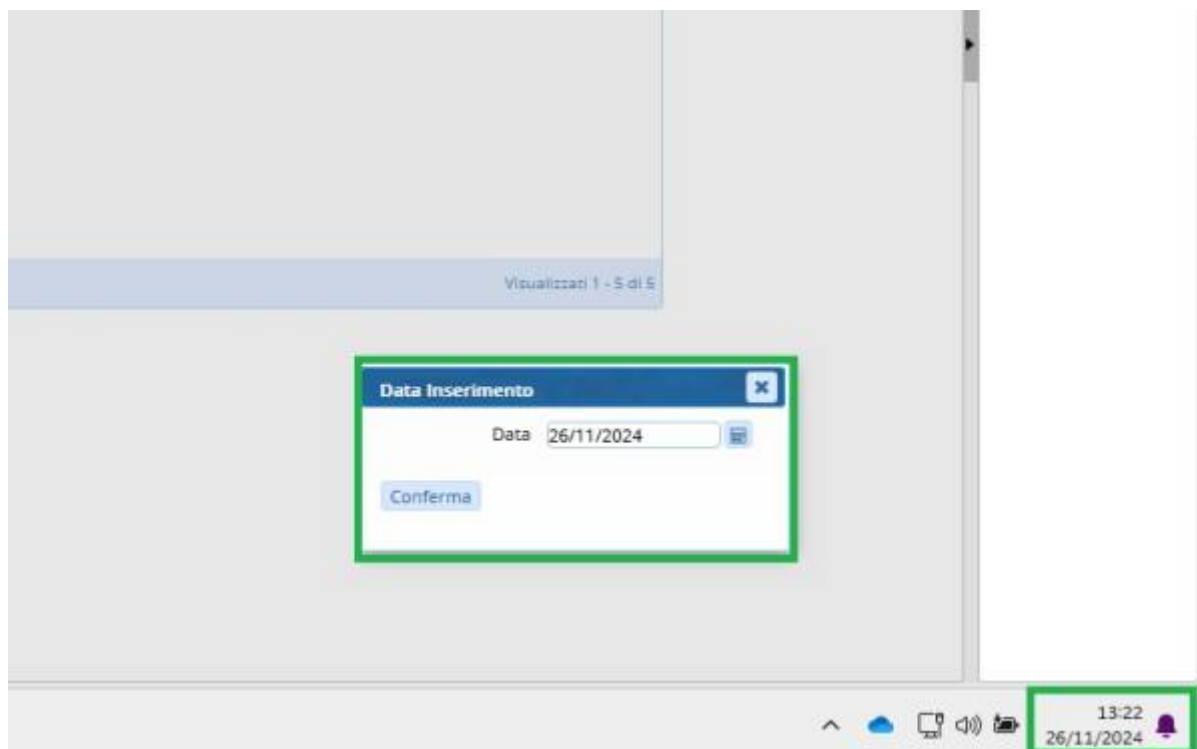 Visualizzati 1 - 5 di 5
Data Inserimento
Data 26/11/2024
Conferma
13:22
26/11/2024